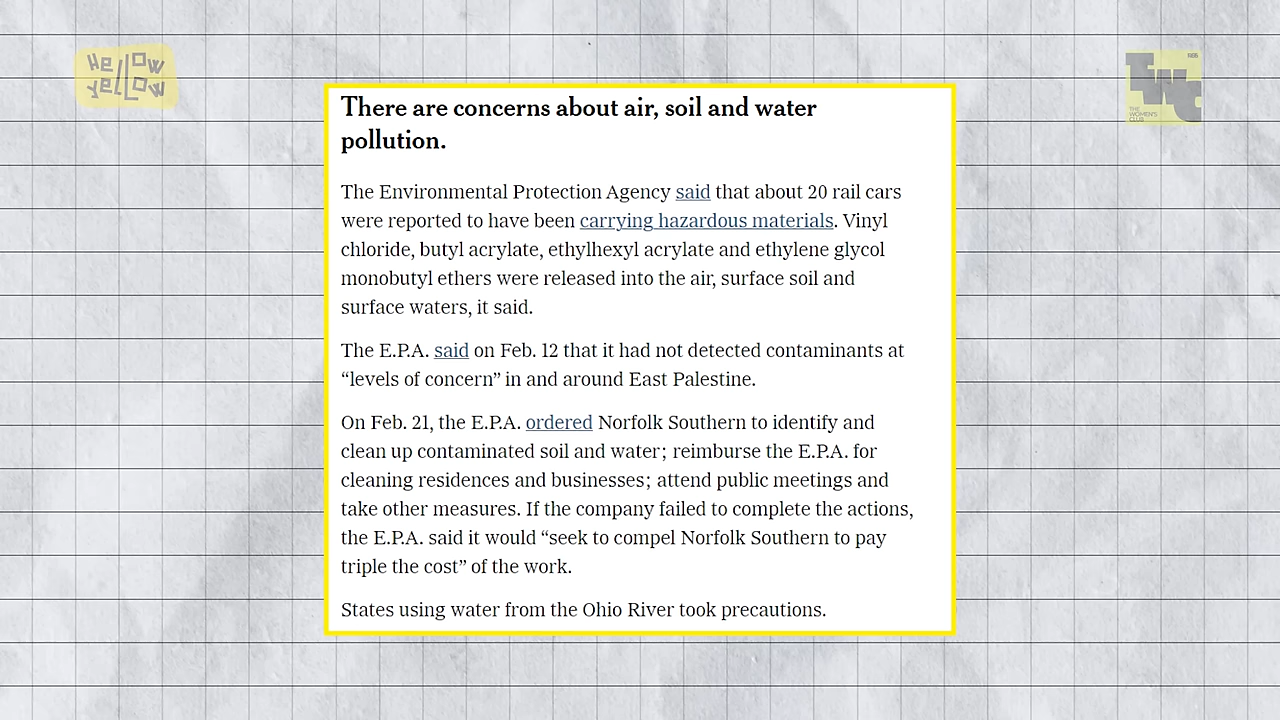 Hellow
yellow
TWC
THE
WOMEN'S
CLUB
There are concerns about air, soil and water
pollution.
The Environmental Protection Agency said that about 20 rail cars
were reported to have been carrying hazardous materials. Vinyl
chloride, butyl acrylate, ethylhexyl acrylate and ethylene glycol
monobutyl ethers were released into the air, surface soil and
surface waters, it said.
The E.P.A. said on Feb. 12 that it had not detected contaminants at
“levels of concern” in and around East Palestine.
On Feb. 21, the E.P.A. ordered Norfolk Southern to identify and
clean up contaminated soil and water; reimburse the E.P.A. for
cleaning residences and businesses; attend public meetings and
take other measures. If the company failed to complete the actions,
the E.P.A. said it would “seek to compel Norfolk Southern to pay
triple the cost” of the work.
States using water from the Ohio River took precautions.